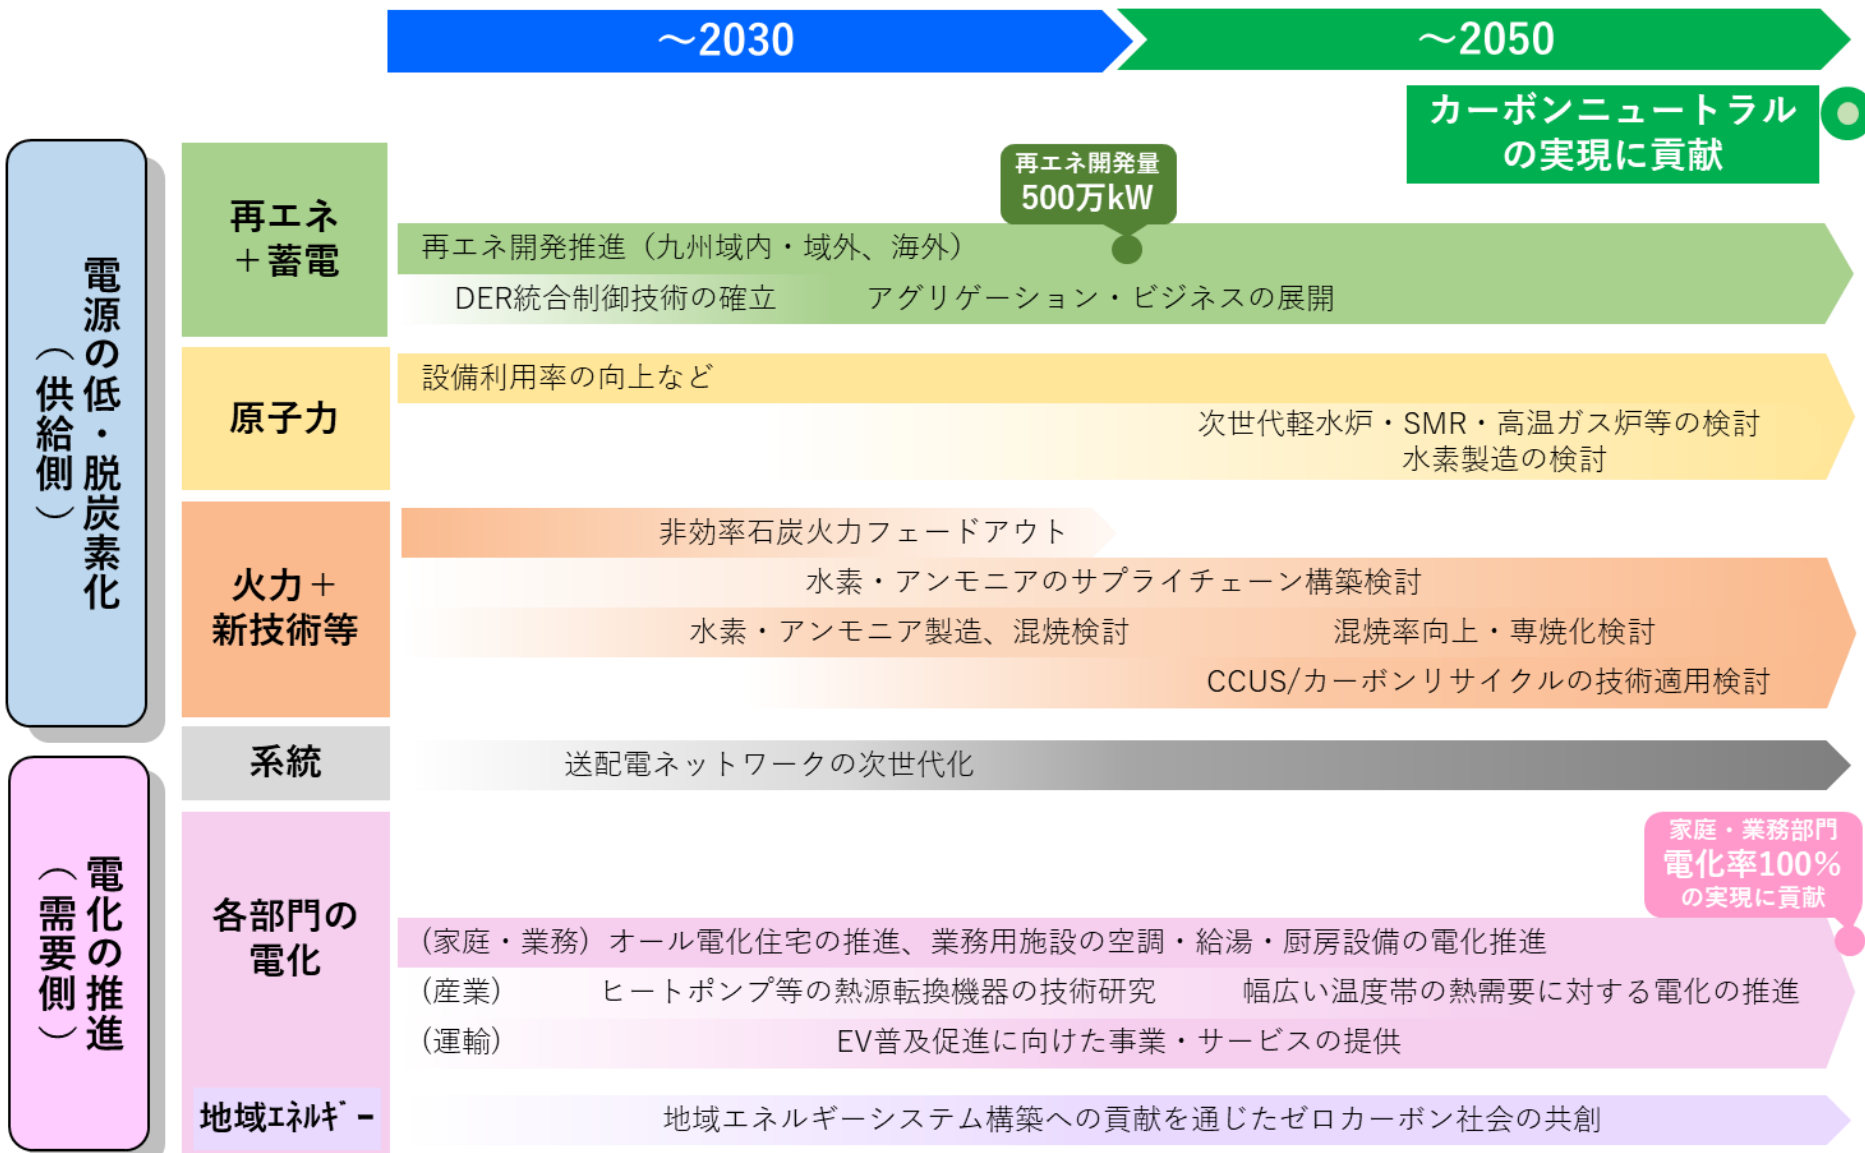 ～2030
～2050
カーボンニュートラル
の実現に貢献
電源の低・脱炭素化
（供給側）
再エネ
＋蓄電
再エネ開発量
500万kW
再エネ開発推進（九州域内・域外、海外）
DER統合制御技術の確立
アグリゲーション・ビジネスの展開
原子力
設備利用率の向上など
次世代軽水炉・SMR・高温ガス炉等の検討
水素製造の検討
火力＋
新技術等
非効率石炭火力フェードアウト
水素・アンモニアのサプライチェーン構築検討
水素・アンモニア製造、混焼検討
混焼率向上・専焼化検討
CCUS/カーボンリサイクルの技術適用検討
系統
送配電ネットワークの次世代化
電化の推進
（需要側）
各部門の
電化
家庭・業務部門
電化率100%
の実現に貢献
(家庭・業務）オール電化住宅の推進、業務用施設の空調・給湯・厨房設備の電化推進
(産業)
ヒートポンプ等の熱源転換機器の技術研究
幅広い温度帯の熱需要に対する電化の推進
(運輸)
EV普及促進に向けた事業・サービスの提供
地域ｴﾈﾙｷﾞｰ
地域エネルギーシステム構築への貢献を通じたゼロカーボン社会の共創